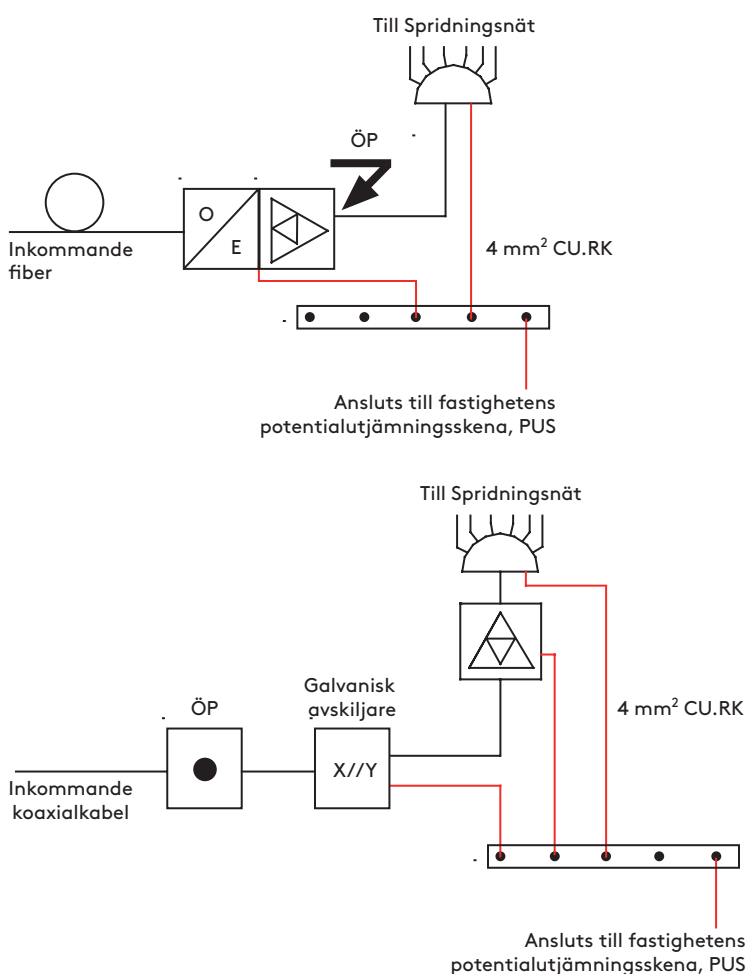 Till Spridningsnät
ÖP
O
E
Inkommande
fiber
4 mm² CU.RK
Ansluts till fastighetens
potentialutjämningsskena, PUS
Till Spridningsnät
Galvanisk
avskiljare
ÖP
4 mm² CU.RK
X//Y
Inkommande
koaxialkabel
Ansluts till fastighetens
potentialutjämningsskena, PUS